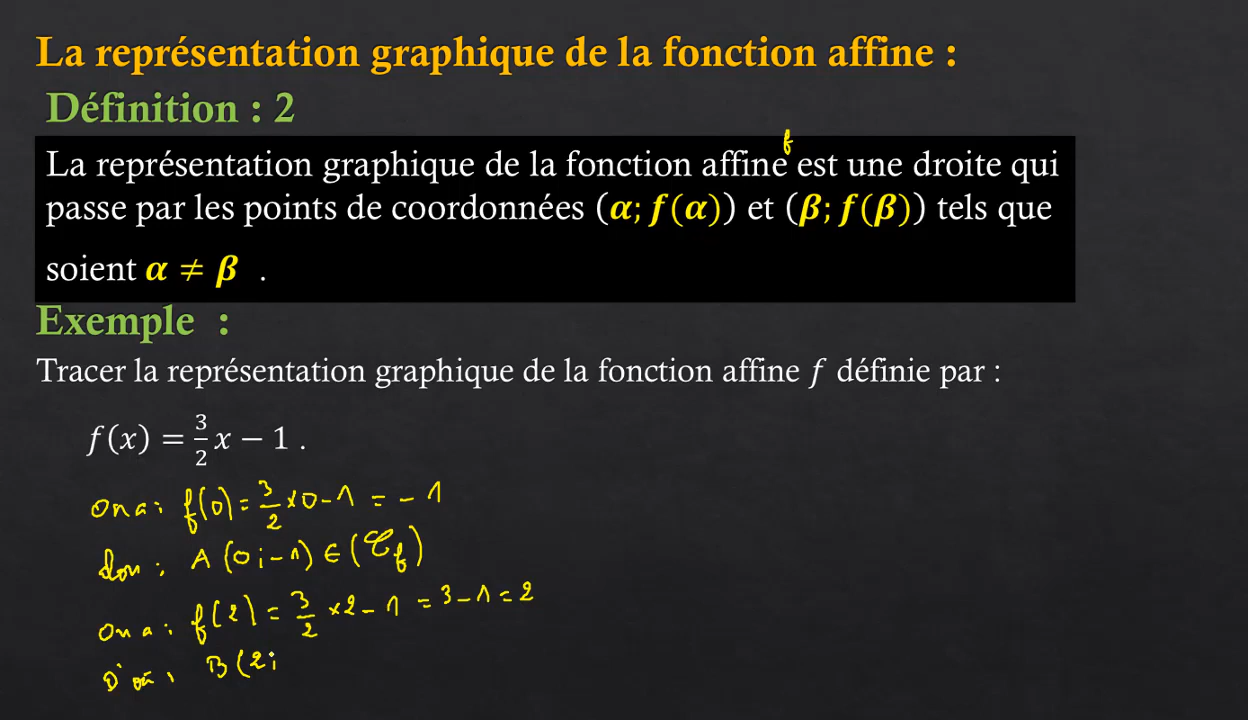 La représentation graphique de la fonction affine :
Définition : 2
La représentation graphique de la fonction affine f est une droite qui
passe par les points de coordonnées (α; f(α)) et (β; f(β)) tels que
soient α ≠ β .
Exemple :
Tracer la représentation graphique de la fonction affine f définie par :
f(x) = 3/2 x − 1 .
on a : f(0) = 3/2 × 0 − 1 = − 1
don : A (0 ; − 1) ∈ (𝒞f)
on a : f(2) = 3/2 × 2 − 1 = 3 − 1 = 2
D'où : B (2 ;